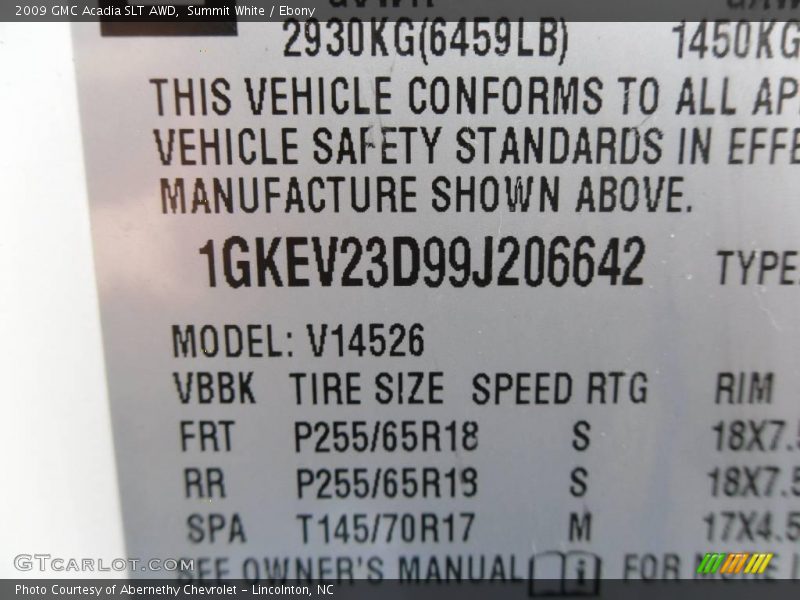 2009 GMC Acadia SLT AWD, Summit White / Ebony
2930KG(6459LB) 1450KG
THIS VEHICLE CONFORMS TO ALL AP
VEHICLE SAFETY STANDARDS IN EFFE
MANUFACTURE SHOWN ABOVE.
1GKEV23D99J206642 TYPE
MODEL: V14526
VBBK TIRE SIZE SPEED RTG RIM
FRT P255/65R18 S 18X7.5
RR P255/65R18 S 18X7.5
SPA T145/70R17 M 17X4.5
SEE OWNER'S MANUAL i FOR
GTCarLot.com
Photo Courtesy of Abernethy Chevrolet – Lincolnton, NC